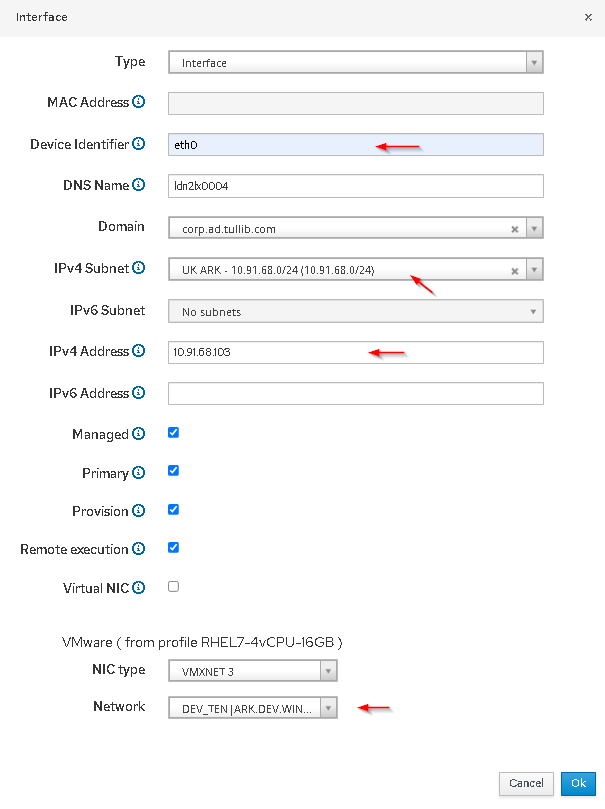 Interface ×
Type Interface
MAC Address
Device Identifier eth0
DNS Name ldn2lx0004
Domain corp.ad.tullib.com
IPv4 Subnet UK ARK - 10.91.68.0/24 (10.91.68.0/24)
IPv6 Subnet No subnets
IPv4 Address 10.91.68.103
IPv6 Address
Managed
Primary
Provision
Remote execution
Virtual NIC
VMware ( from profile RHEL7-4vCPU-16GB )
NIC type VMXNET 3
Network DEV_TEN|ARK.DEV.WIN...
Cancel Ok